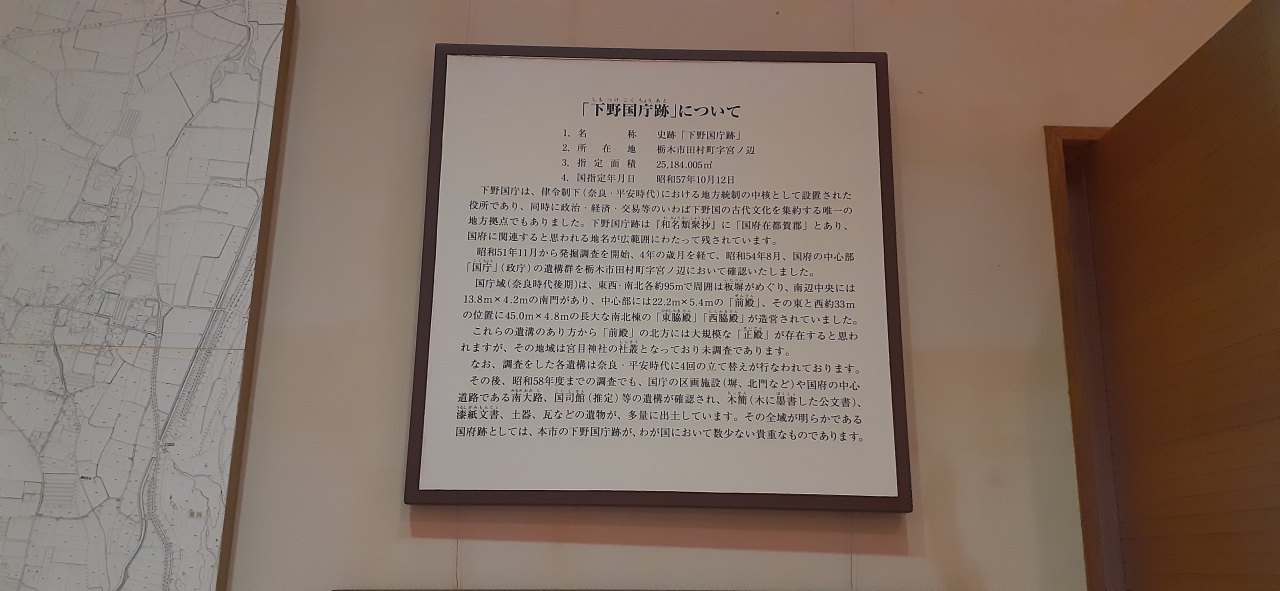 「下野国庁跡」について
1. 名称 史跡「下野国庁跡」
2. 所在地 栃木市田村町字宮ノ辺
3. 指定面積 25,184.005㎡
4. 国指定年月日 昭和57年10月12日
下野国庁は、律令制下(奈良・平安時代)における地方統制の中核として設置された
役所であり、同時に政治・経済・交易等のいわば下野国の古代文化を集約する唯一の
地方拠点でもありました。下野国庁跡は『和名類聚抄』に「国府在都賀郡」とあり、
国府に関連すると思われる地名が広範囲にわたって残されています。
昭和51年11月から発掘調査を開始、4年の歳月を経て、昭和54年8月、国府の中心部
「国庁」(政庁)の遺構群を栃木市田村町字宮ノ辺において確認いたしました。
国庁域(奈良時代後期)は、東西・南北各約95mで周囲は板塀がめぐり、南辺中央には
13.8m×4.2mの南門があり、中心部には22.2m×5.4mの「前殿」、その東と西約33m
の位置に45.0m×4.8mの長大な南北棟の「東脇殿」「西脇殿」が造営されていました。
これらの遺構のあり方から「前殿」の北方には大規模な「正殿」が存在すると思わ
れますが、その地域は宮目神社の社叢となっており未調査であります。
なお、調査をした各遺構は奈良・平安時代に4回の立て替えが行なわれております。
その後、昭和58年度までの調査でも、国庁の区画施設(塀、北門など)や国府の中心
道路である南大路、国司館(推定)等の遺構が確認され、木簡(木に墨書した公文書)、
漆紙文書、土器、瓦などの遺物が、多量に出土しています。その全域が明らかである
国府跡としては、本市の下野国庁跡が、わが国において数少ない貴重なものであります。